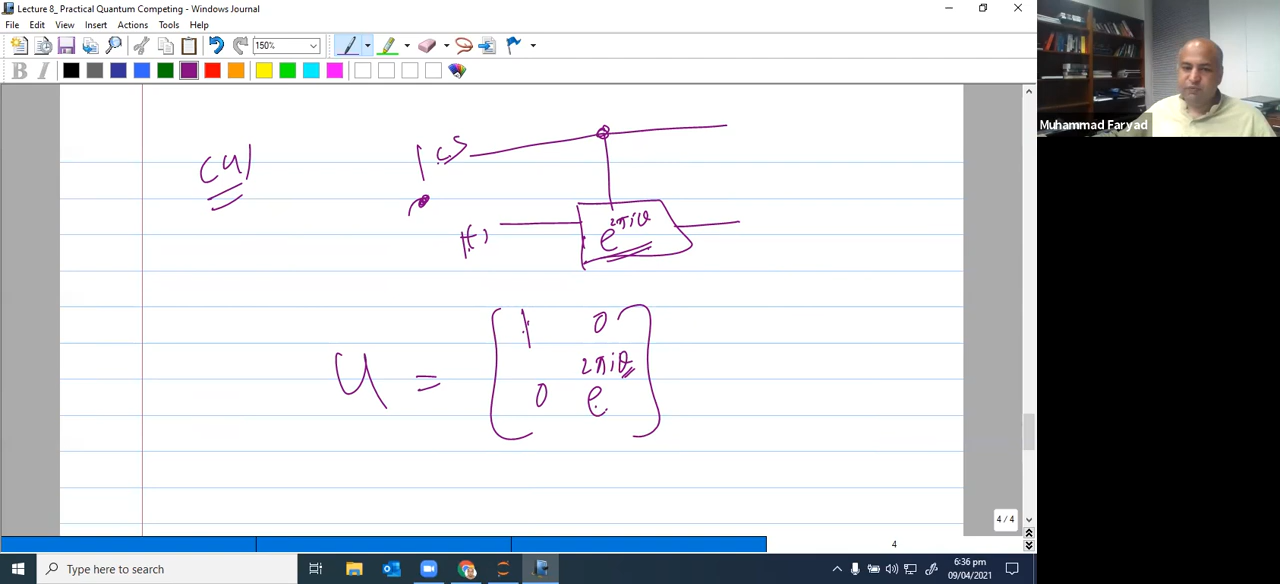 Lecture 8_ Practical Quantum Competing - Windows Journal
File Edit View Insert Actions Tools Help
150%
B I
Muhammad Faryad
CU1
|c>
|t>
e^{2πiθ}
U = [ 1 0
0 e^{2πiθ} ]
4 / 4
4
Type here to search
6:36 pm
09/04/2021